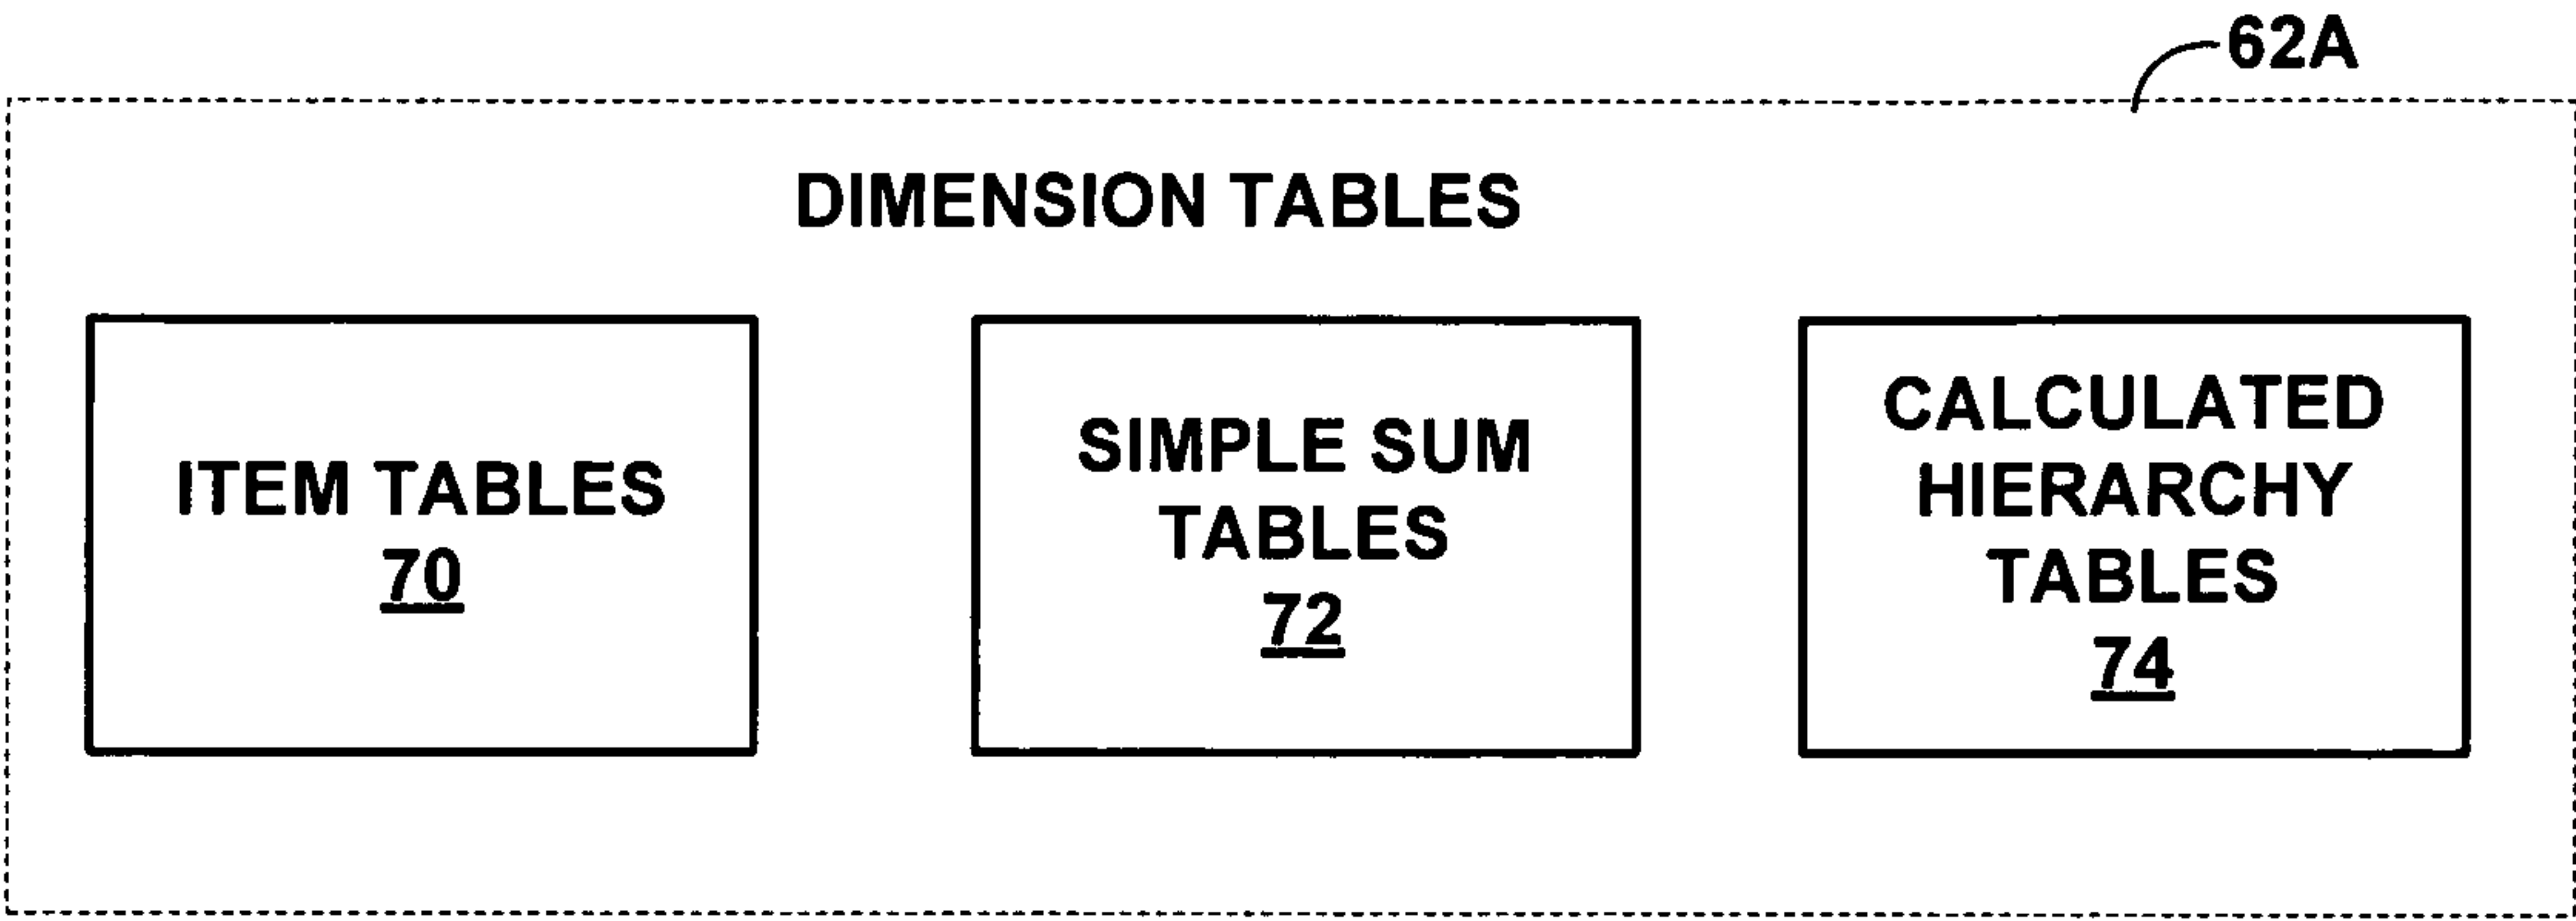 62A
DIMENSION TABLES
ITEM TABLES
70
SIMPLE SUM
TABLES
72
CALCULATED
HIERARCHY
TABLES
74